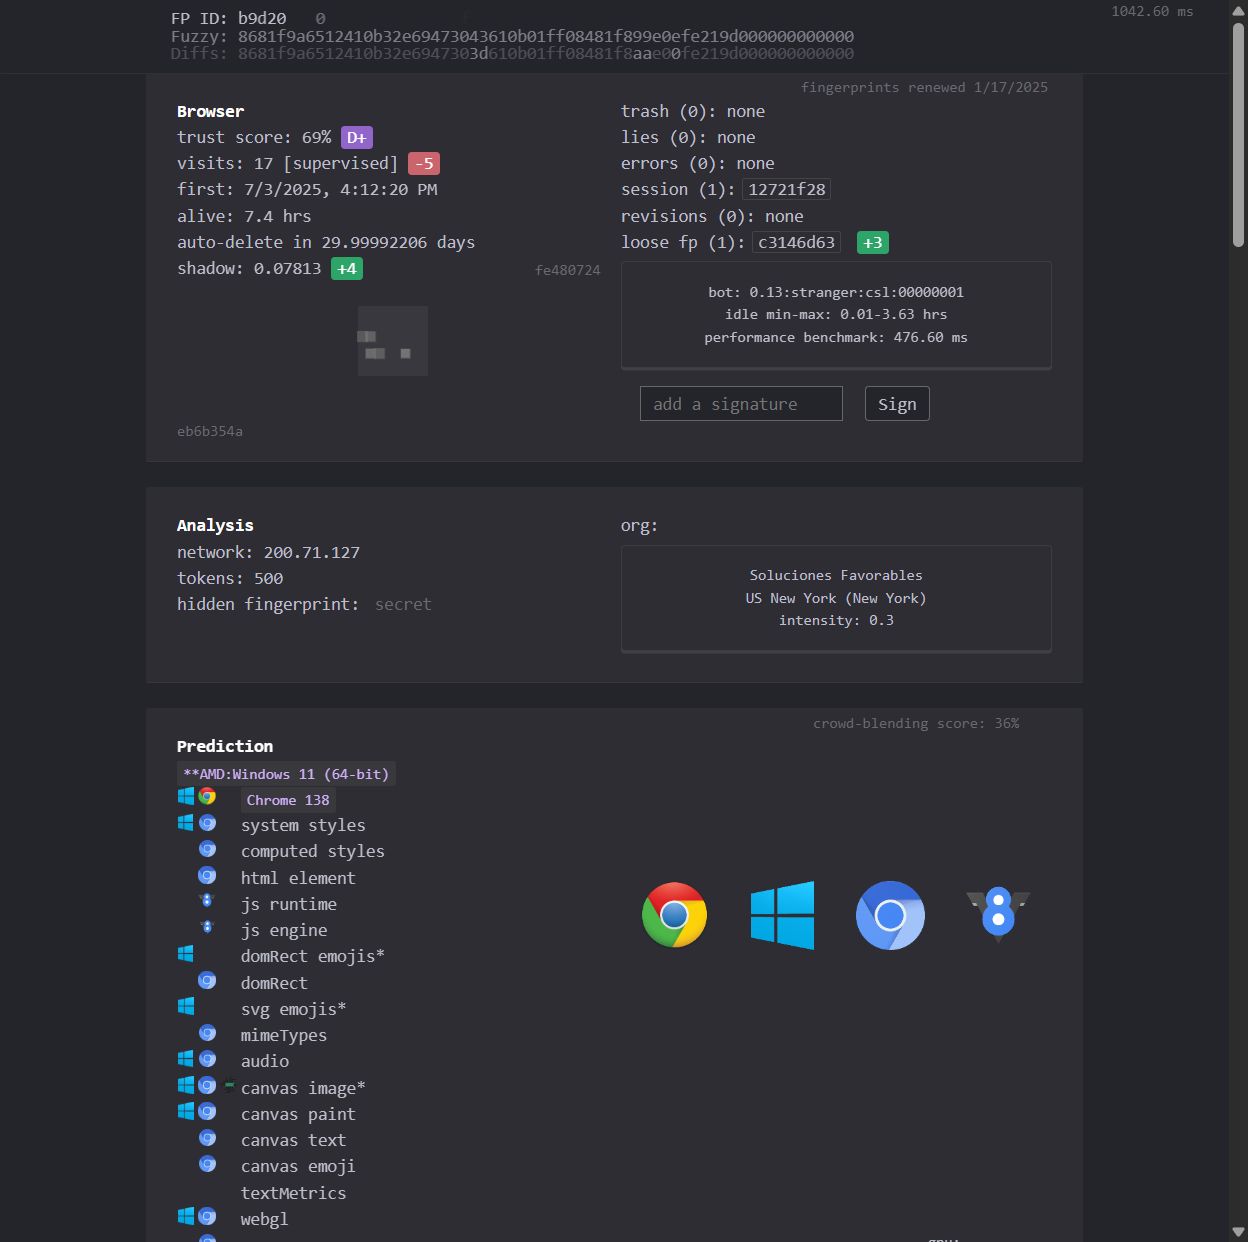 1042.60 ms
FP ID: b9d20 0
Fuzzy: 8681f9a6512410b32e69473043610b01ff08481f899e0efe219d000000000000
Diffs: 8681f9a6512410b32e6947303d610b01ff08481f8aae00fe219d000000000000
fingerprints renewed 1/17/2025
Browser
trust score: 69% D+
visits: 17 [supervised] -5
first: 7/3/2025, 4:12:20 PM
alive: 7.4 hrs
auto-delete in 29.99992206 days
shadow: 0.07813 +4
fe480724
eb6b354a
trash (0): none
lies (0): none
errors (0): none
session (1): 12721f28
revisions (0): none
loose fp (1): c3146d63 +3
bot: 0.13:stranger:csl:00000001
idle min-max: 0.01-3.63 hrs
performance benchmark: 476.60 ms
add a signature
Sign
Analysis
network: 200.71.127
tokens: 500
hidden fingerprint: secret
org:
Soluciones Favorables
US New York (New York)
intensity: 0.3
crowd-blending score: 36%
Prediction
**AMD:Windows 11 (64-bit)
Chrome 138
system styles
computed styles
html element
js runtime
js engine
domRect emojis*
domRect
svg emojis*
mimeTypes
audio
canvas image*
canvas paint
canvas text
canvas emoji
textMetrics
webgl